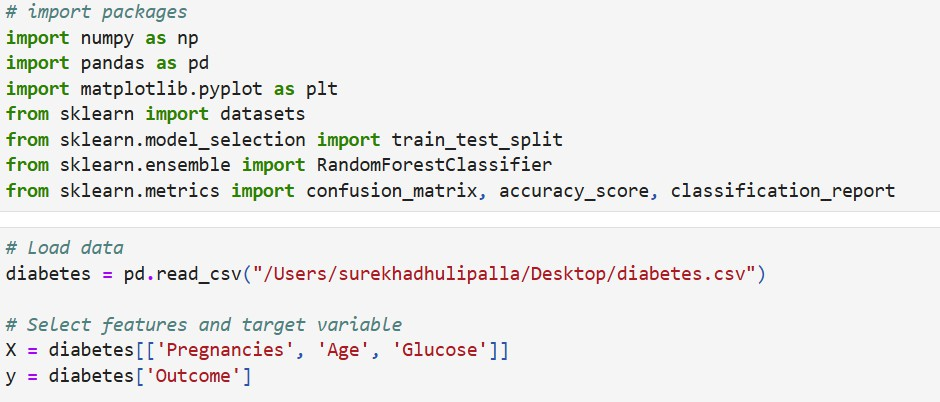 # import packages
import numpy as np
import pandas as pd
import matplotlib.pyplot as plt
from sklearn import datasets
from sklearn.model_selection import train_test_split
from sklearn.ensemble import RandomForestClassifier
from sklearn.metrics import confusion_matrix, accuracy_score, classification_report
# Load data
diabetes = pd.read_csv("/Users/surekhadhulipalla/Desktop/diabetes.csv")
# Select features and target variable
X = diabetes[['Pregnancies', 'Age', 'Glucose']]
y = diabetes['Outcome']